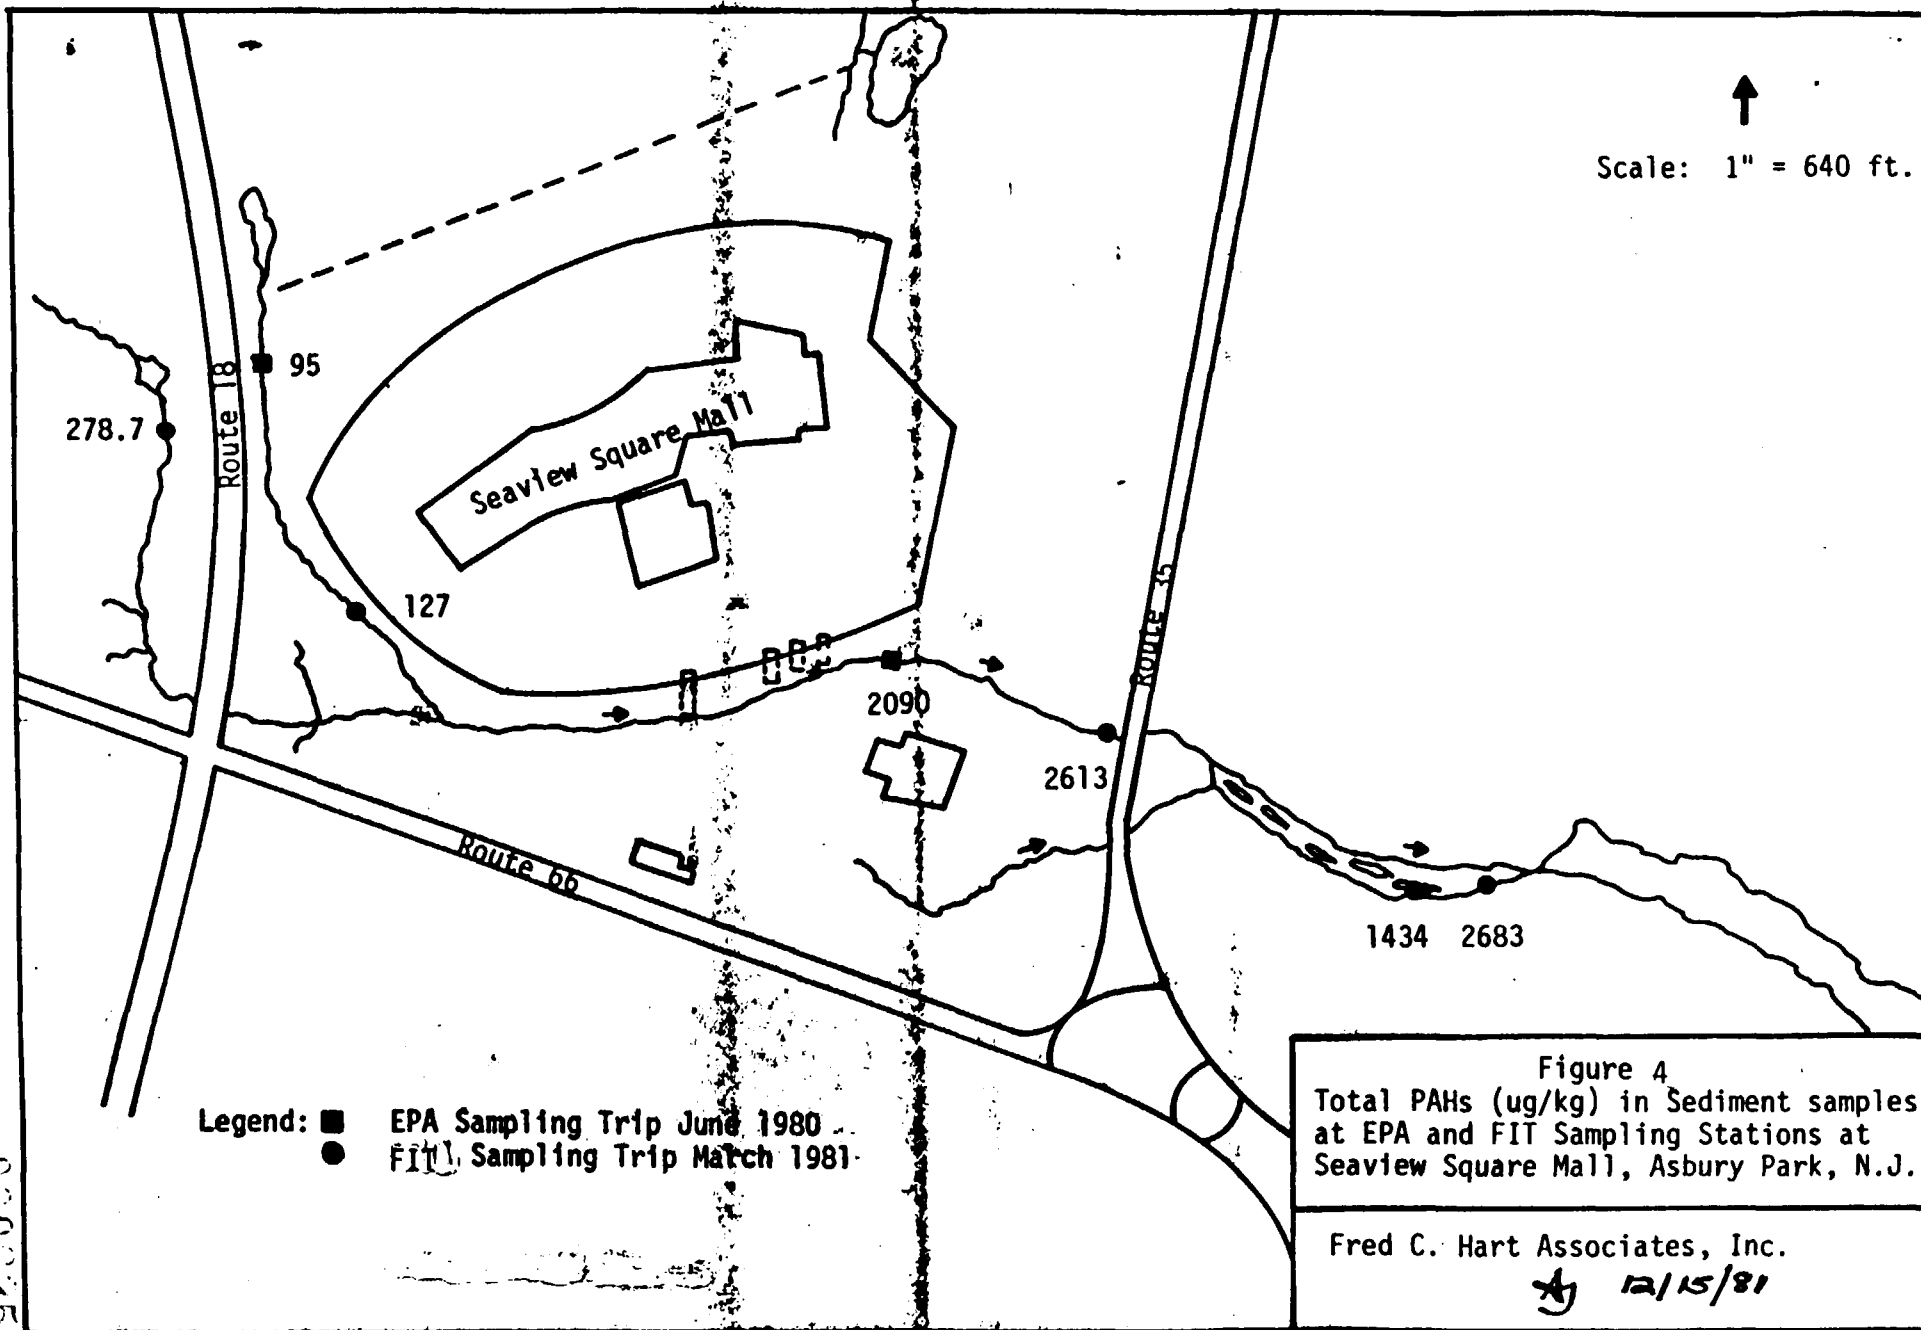 Scale: 1" = 640 ft.
Route 18
95
278.7
Seaview Square Mall
127
Route 35
2090
2613
Route 66
1434 2683
Legend: ■ EPA Sampling Trip June 1980
● FIT Sampling Trip March 1981
Figure 4
Total PAHs (ug/kg) in Sediment samples
at EPA and FIT Sampling Stations at
Seaview Square Mall, Asbury Park, N.J.
Fred C. Hart Associates, Inc.
12/15/81